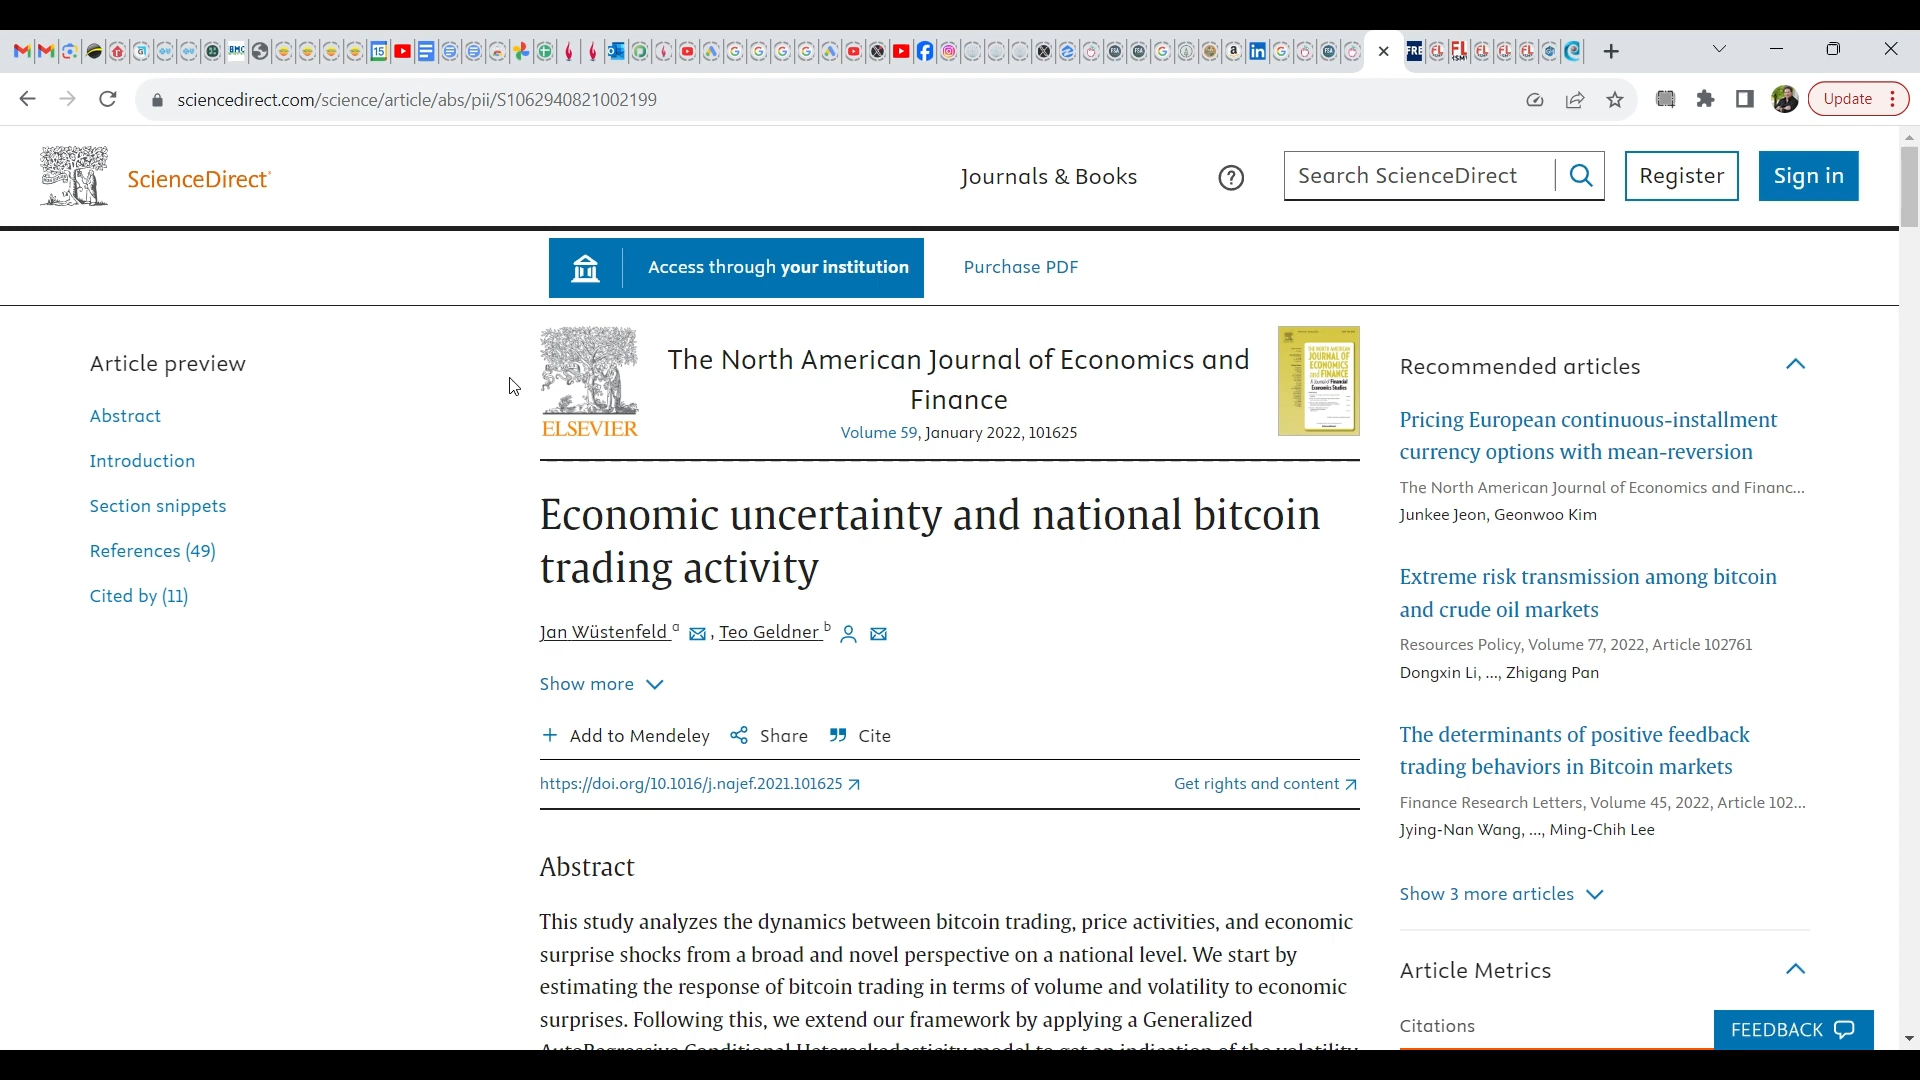 sciencedirect.com/science/article/abs/pii/S1062940821002199
Update
ScienceDirect
Journals & Books
Search ScienceDirect
Register
Sign in
Access through your institution
Purchase PDF
Article preview
Abstract
Introduction
Section snippets
References (49)
Cited by (11)
ELSEVIER
The North American Journal of Economics and
Finance
Volume 59, January 2022, 101625
Economic uncertainty and national bitcoin
trading activity
Jan Wüstenfeld a, Teo Geldner b
Show more
Add to Mendeley
Share
Cite
https://doi.org/10.1016/j.najef.2021.101625
Get rights and content
Abstract
This study analyzes the dynamics between bitcoin trading, price activities, and economic
surprise shocks from a broad and novel perspective on a national level. We start by
estimating the response of bitcoin trading in terms of volume and volatility to economic
surprises. Following this, we extend our framework by applying a Generalized
AutoRegressive Conditional Heteroskedasticity model to get an indication of the volatility
Recommended articles
Pricing European continuous-installment
currency options with mean-reversion
The North American Journal of Economics and Financ...
Junkee Jeon, Geonwoo Kim
Extreme risk transmission among bitcoin
and crude oil markets
Resources Policy, Volume 77, 2022, Article 102761
Dongxin Li, ..., Zhigang Pan
The determinants of positive feedback
trading behaviors in Bitcoin markets
Finance Research Letters, Volume 45, 2022, Article 102...
Jying-Nan Wang, ..., Ming-Chih Lee
Show 3 more articles
Article Metrics
Citations
FEEDBACK